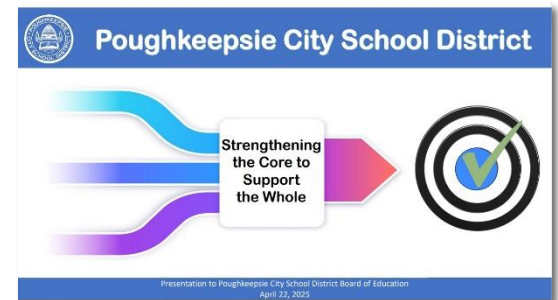 Poughkeepsie City School District
Strengthening
the Core to
Support
the Whole
Presentation to Poughkeepsie City School District Board of Education
April 22, 2025